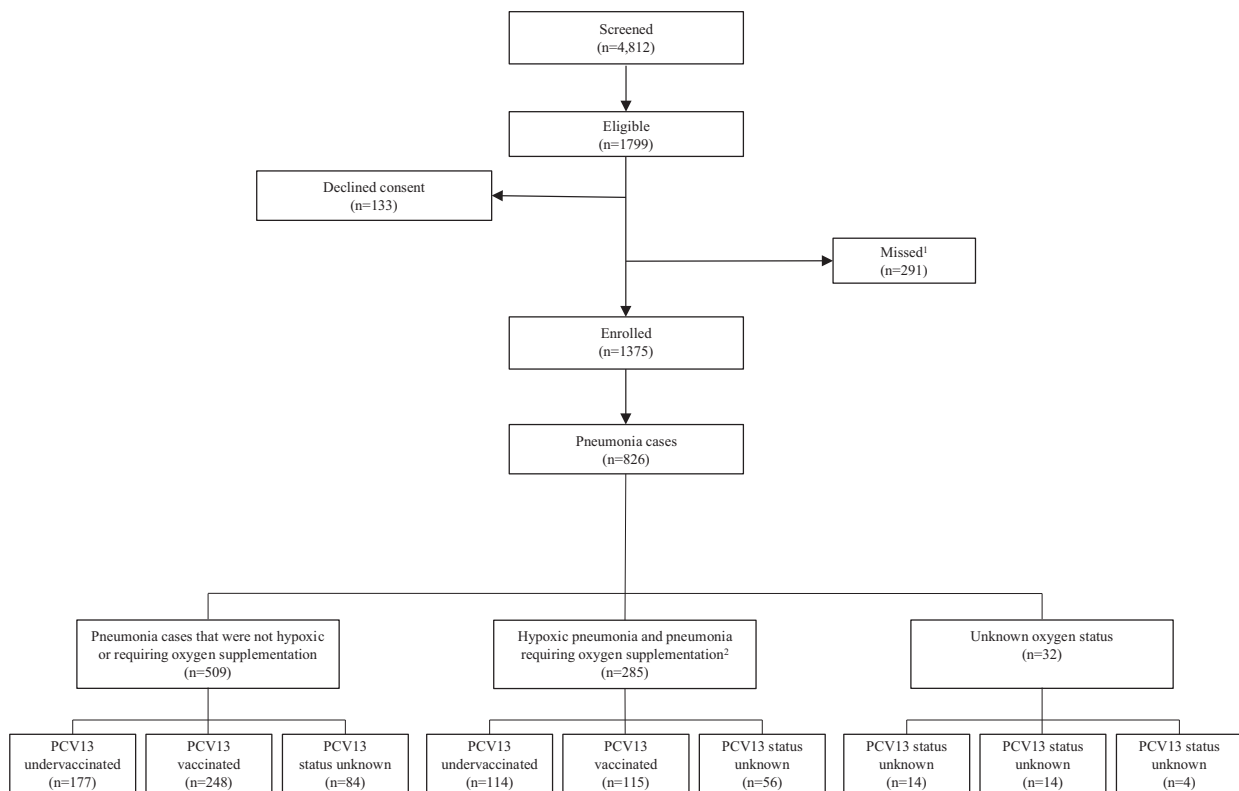 Screened
(n=4,812)
Eligible
(n=1799)
Declined consent
(n=133)
Missed¹
(n=291)
Enrolled
(n=1375)
Pneumonia cases
(n=826)
Pneumonia cases that were not hypoxic
or requiring oxygen supplementation
(n=509)
Hypoxic pneumonia and pneumonia
requiring oxygen supplementation²
(n=285)
Unknown oxygen status
(n=32)
PCV13
undervaccinated
(n=177)
PCV13
vaccinated
(n=248)
PCV13
status unknown
(n=84)
PCV13
undervaccinated
(n=114)
PCV13
vaccinated
(n=115)
PCV13 status
unknown
(n=56)
PCV13 status
unknown
(n=14)
PCV13 status
unknown
(n=14)
PCV13 status
unknown
(n=4)